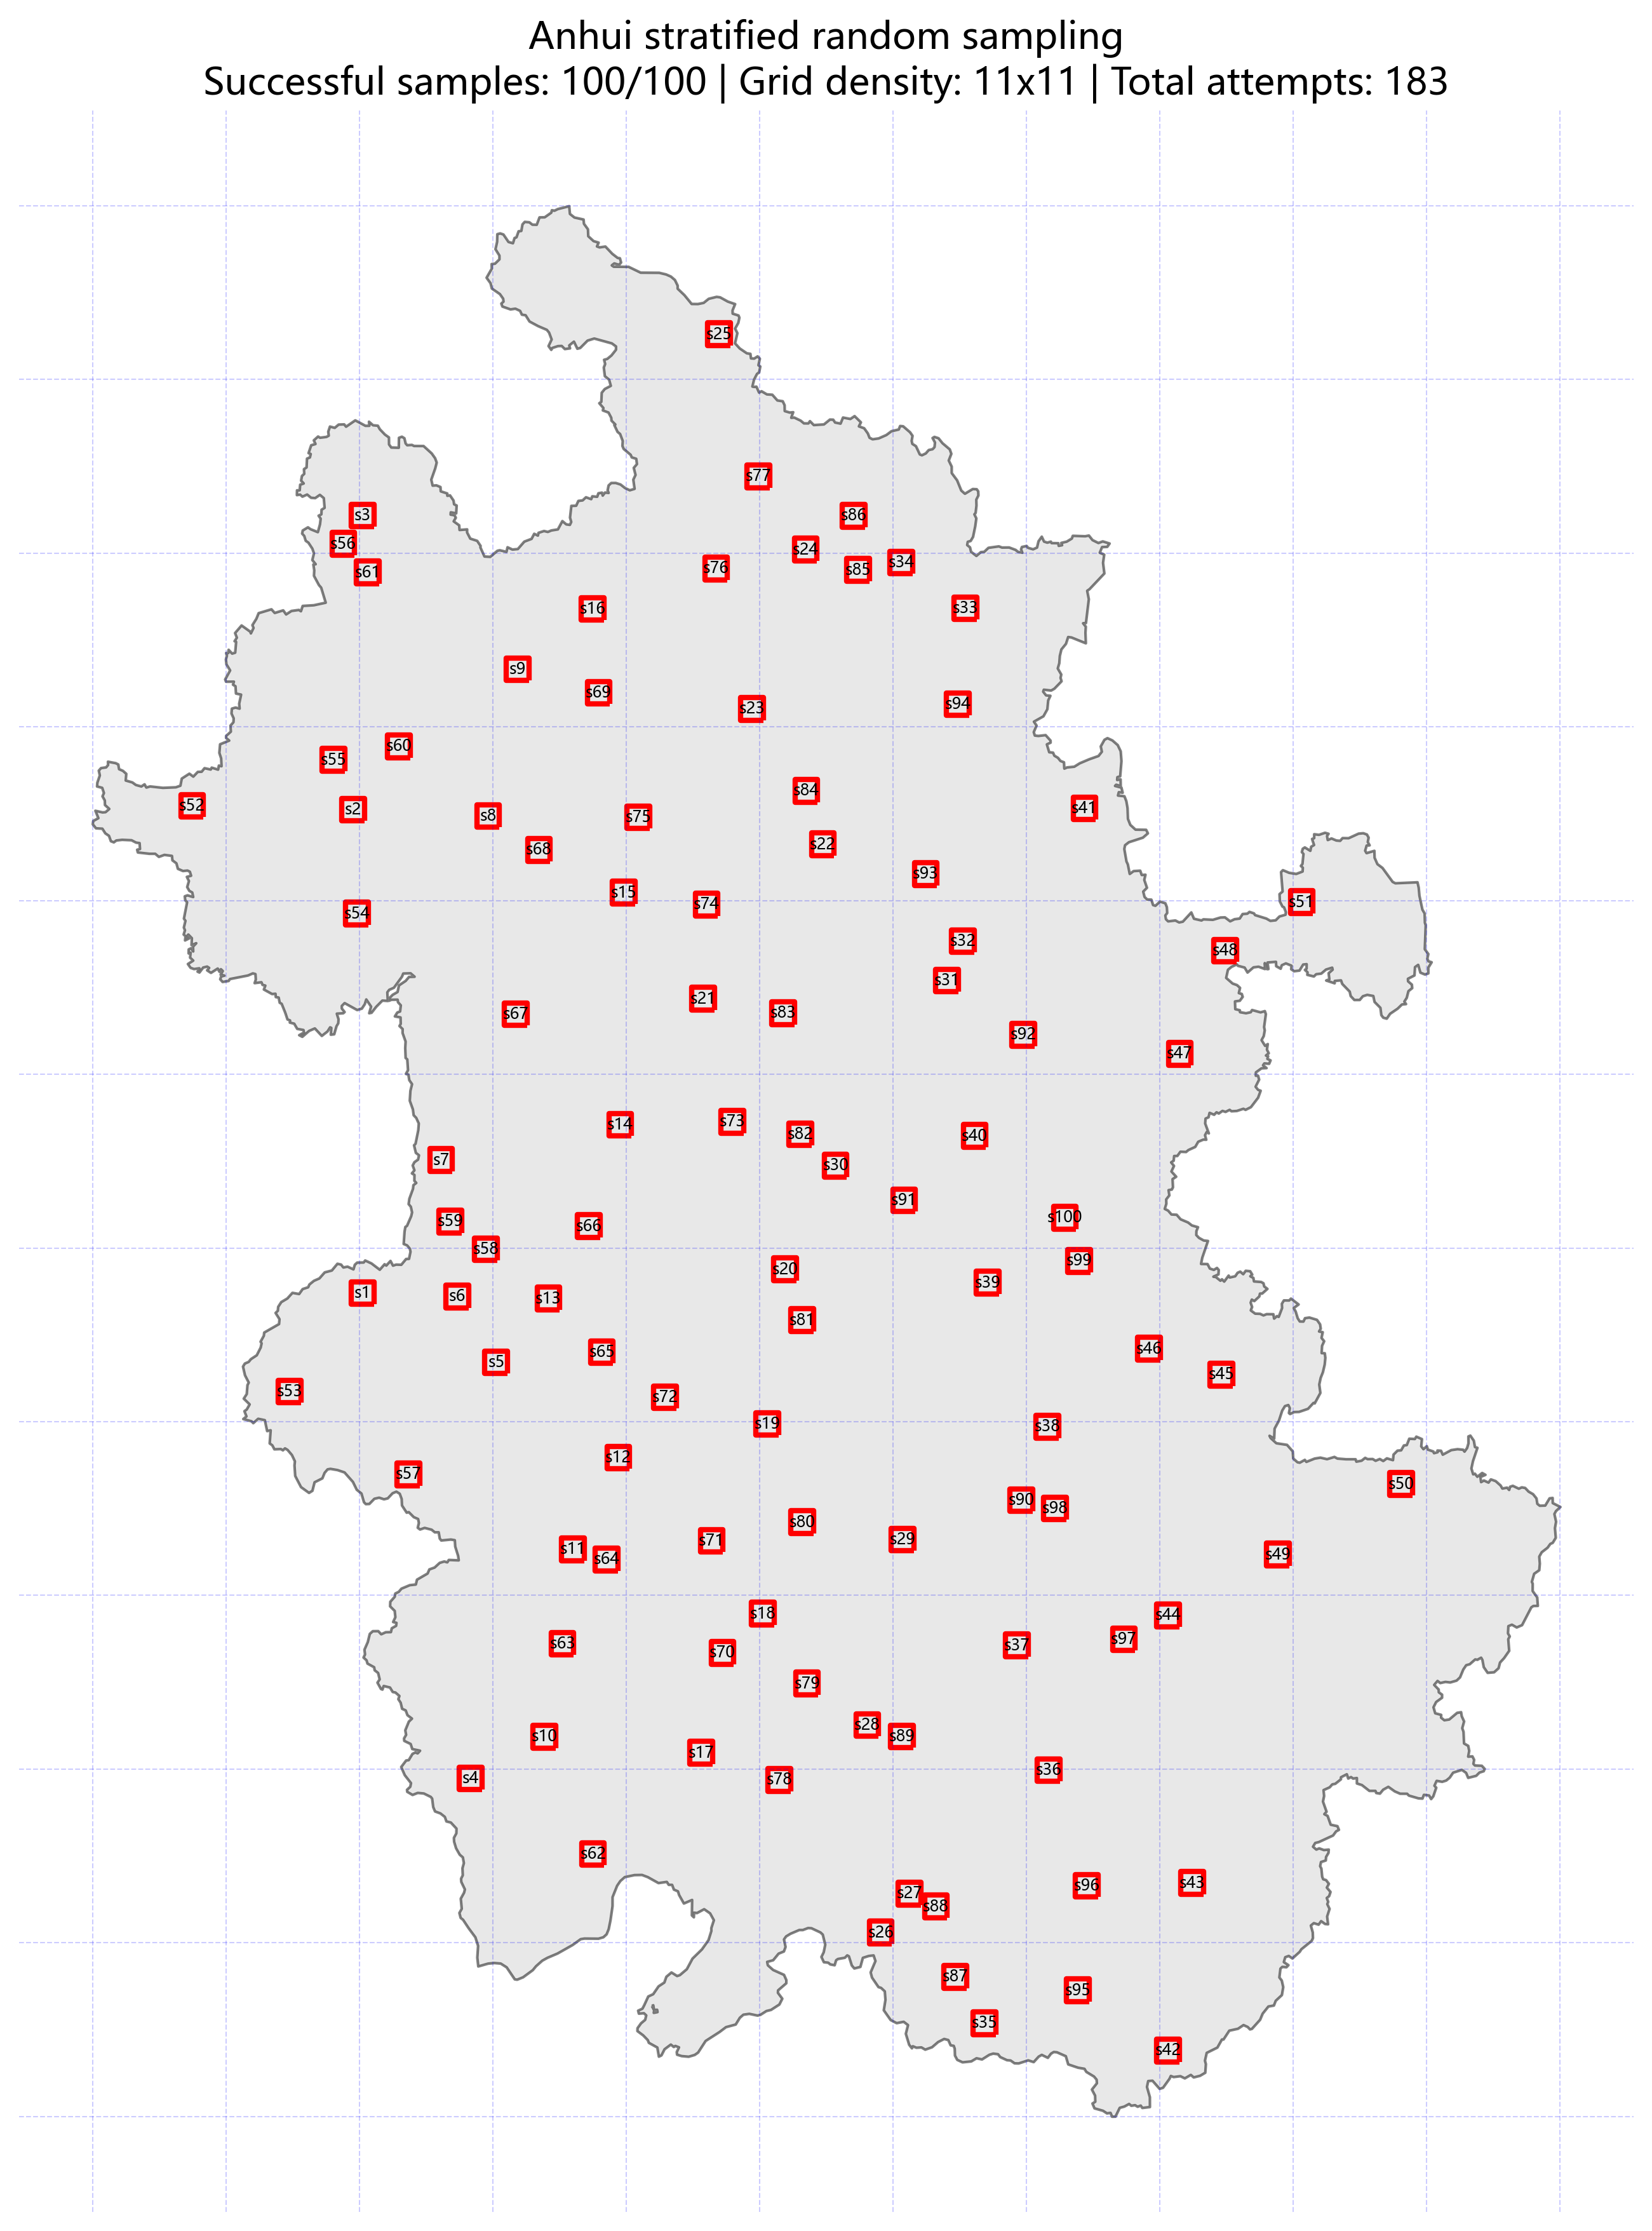 Anhui stratified random sampling
Successful samples: 100/100 | Grid density: 11x11 | Total attempts: 183
s25
s77
s3
s86
s56
s24
s34
s61
s76
s85
s16
s33
s9
s69
s94
s23
s60
s55
s84
s52
s2
s41
s8
s75
s22
s68
s93
s15
s51
s74
s54
s32
s48
s31
s21
s83
s67
s92
s47
s73
s14
s82
s40
s7
s30
s91
s100
s59
s66
s58
s99
s20
s39
s1
s6
s13
s81
s46
s65
s5
s45
s53
s72
s19
s38
s12
s57
s50
s90
s98
s80
s29
s71
s11
s49
s64
s18
s44
s97
s63
s37
s70
s79
s28
s10
s89
s17
s36
s4
s78
s62
s43
s96
s27
s88
s26
s87
s95
s35
s42